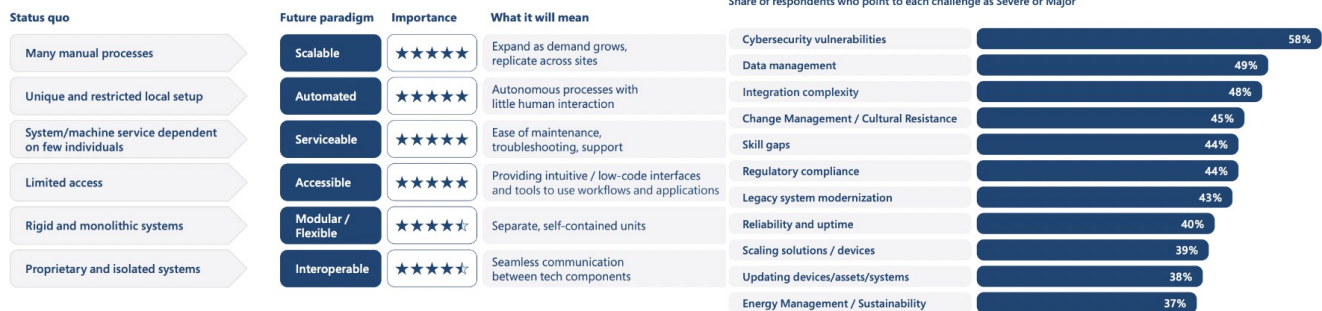 Status quo
Future paradigm
Importance
What it will mean
Many manual processes
Scalable
★★★★★
Expand as demand grows,
replicate across sites
Unique and restricted local setup
Automated
★★★★★
Autonomous processes with
little human interaction
System/machine service dependent
on few individuals
Serviceable
★★★★★
Ease of maintenance,
troubleshooting, support
Limited access
Accessible
★★★★★
Providing intuitive / low-code interfaces
and tools to use workflows and applications
Rigid and monolithic systems
Modular /
Flexible
Separate, self-contained units
Proprietary and isolated systems
Interoperable
Seamless communication
between tech components
Share of respondents who point to each challenge as Severe or Major
Cybersecurity vulnerabilities 58%
Data management 49%
Integration complexity 48%
Change Management / Cultural Resistance 45%
Skill gaps 44%
Regulatory compliance 44%
Legacy system modernization 43%
Reliability and uptime 40%
Scaling solutions / devices 39%
Updating devices/assets/systems 38%
Energy Management / Sustainability 37%